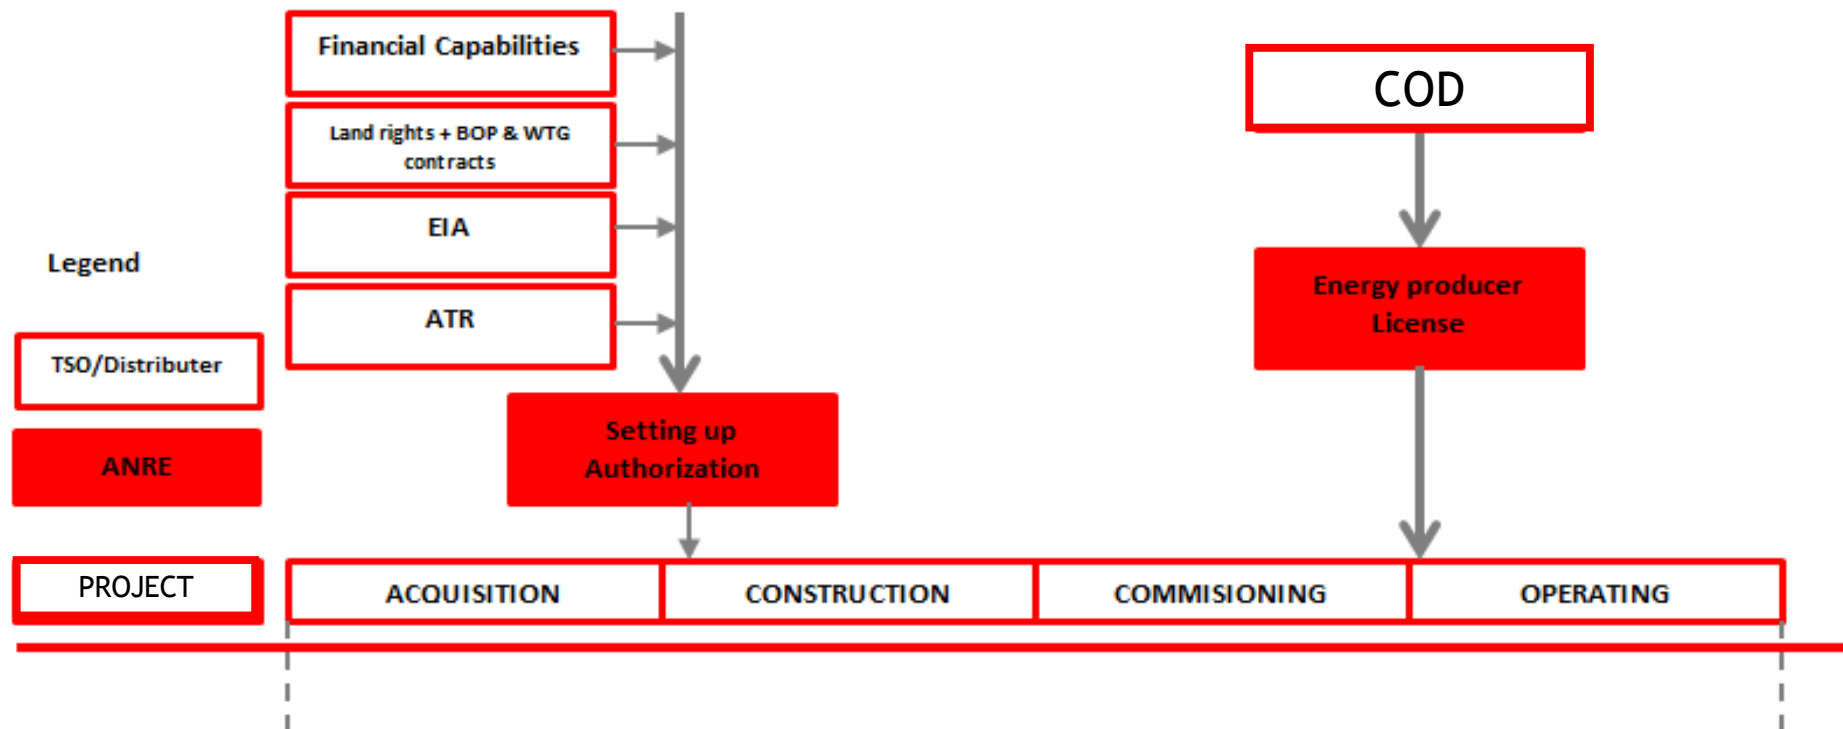 Financial Capabilities
Land rights + BOP & WTG
contracts
EIA
ATR
Setting up
Authorization
COD
Energy producer
License
Legend
TSO/Distributer
ANRE
PROJECT
ACQUISITION
CONSTRUCTION
COMMISIONING
OPERATING